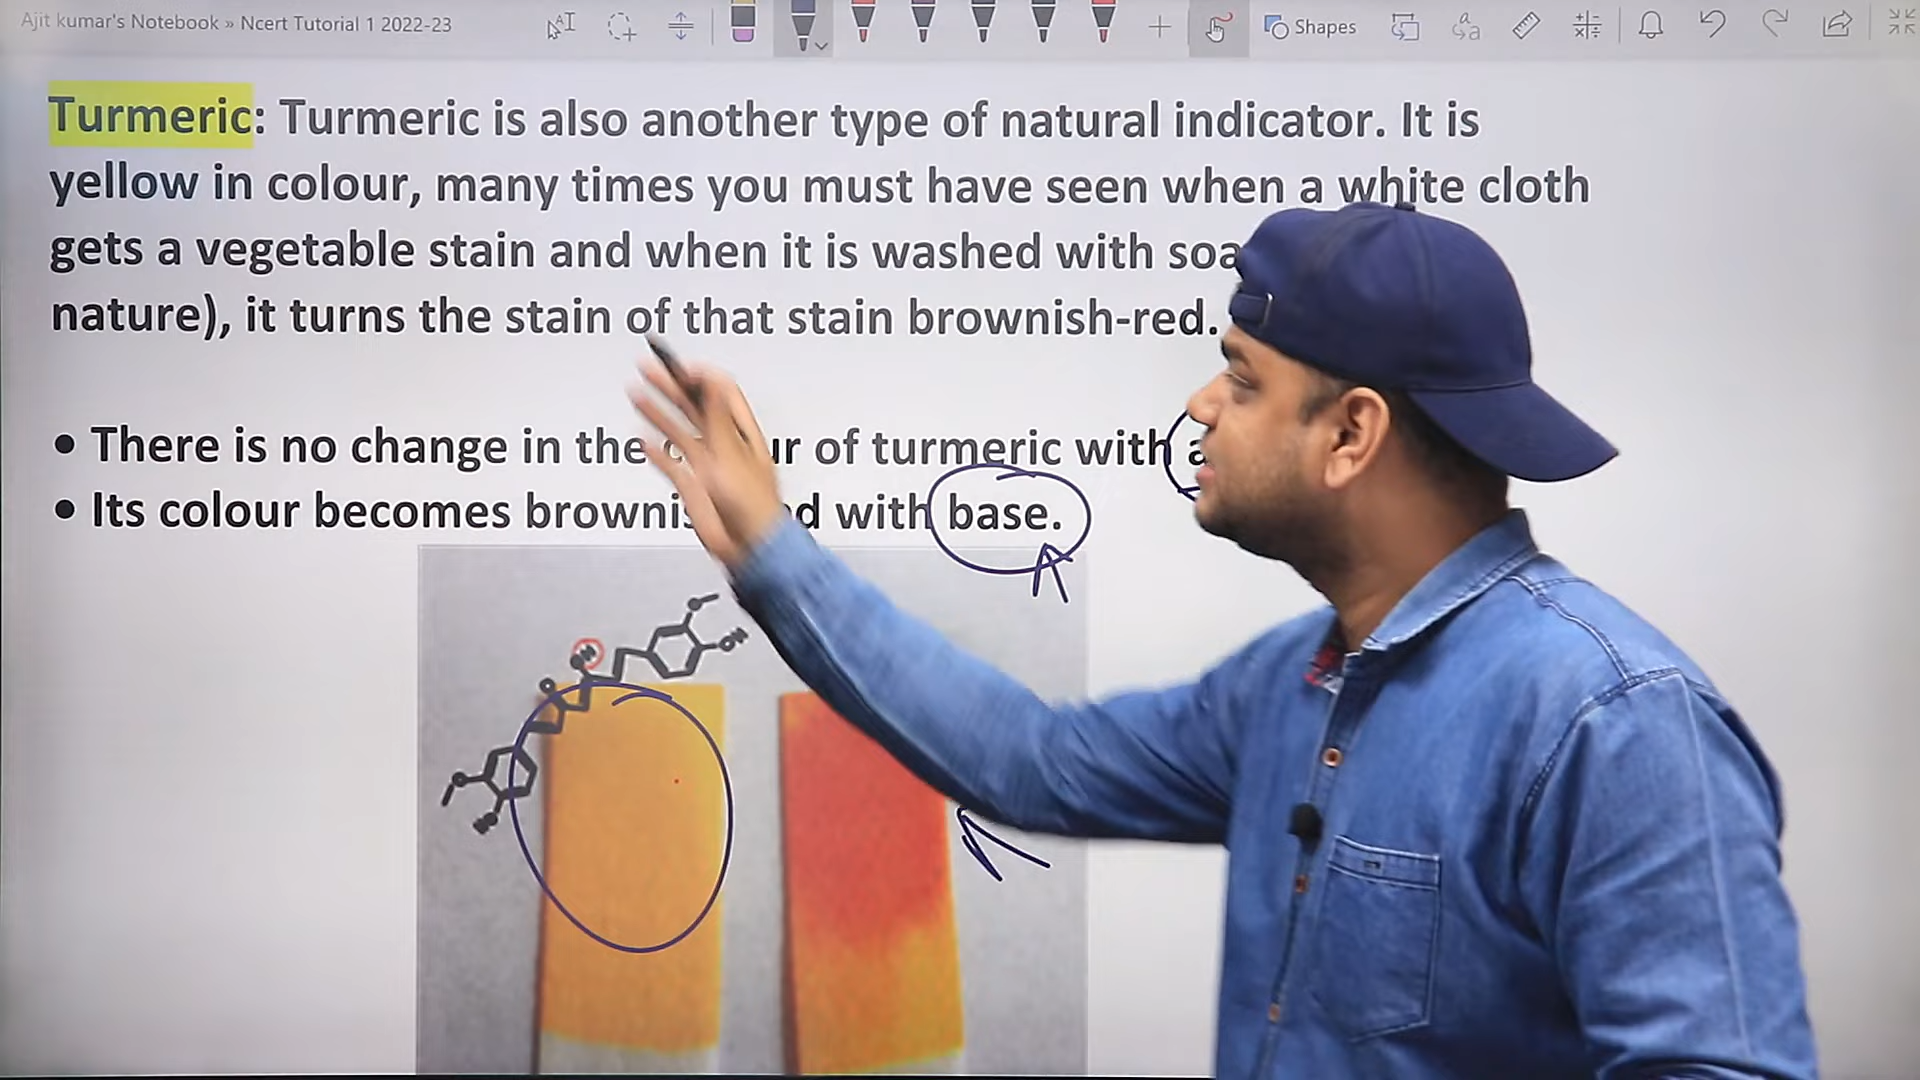 Ajit kumar's Notebook » Ncert Tutorial 1 2022-23
Shapes
Turmeric: Turmeric is also another type of natural indicator. It is
yellow in colour, many times you must have seen when a white cloth
gets a vegetable stain and when it is washed with
nature), it turns the stain of that stain brownish-red.
• There is no change in the of turmeric with
• Its colour becomes with base.